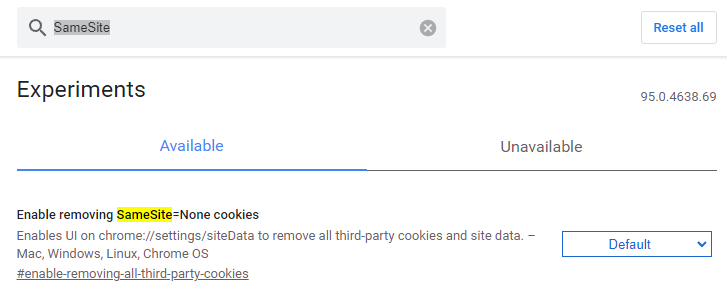 SameSite
Reset all
Experiments
95.0.4638.69
Available
Unavailable
Enable removing SameSite=None cookies
Enables UI on chrome://settings/siteData to remove all third-party cookies and site data. –
Mac, Windows, Linux, Chrome OS
#enable-removing-all-third-party-cookies
Default